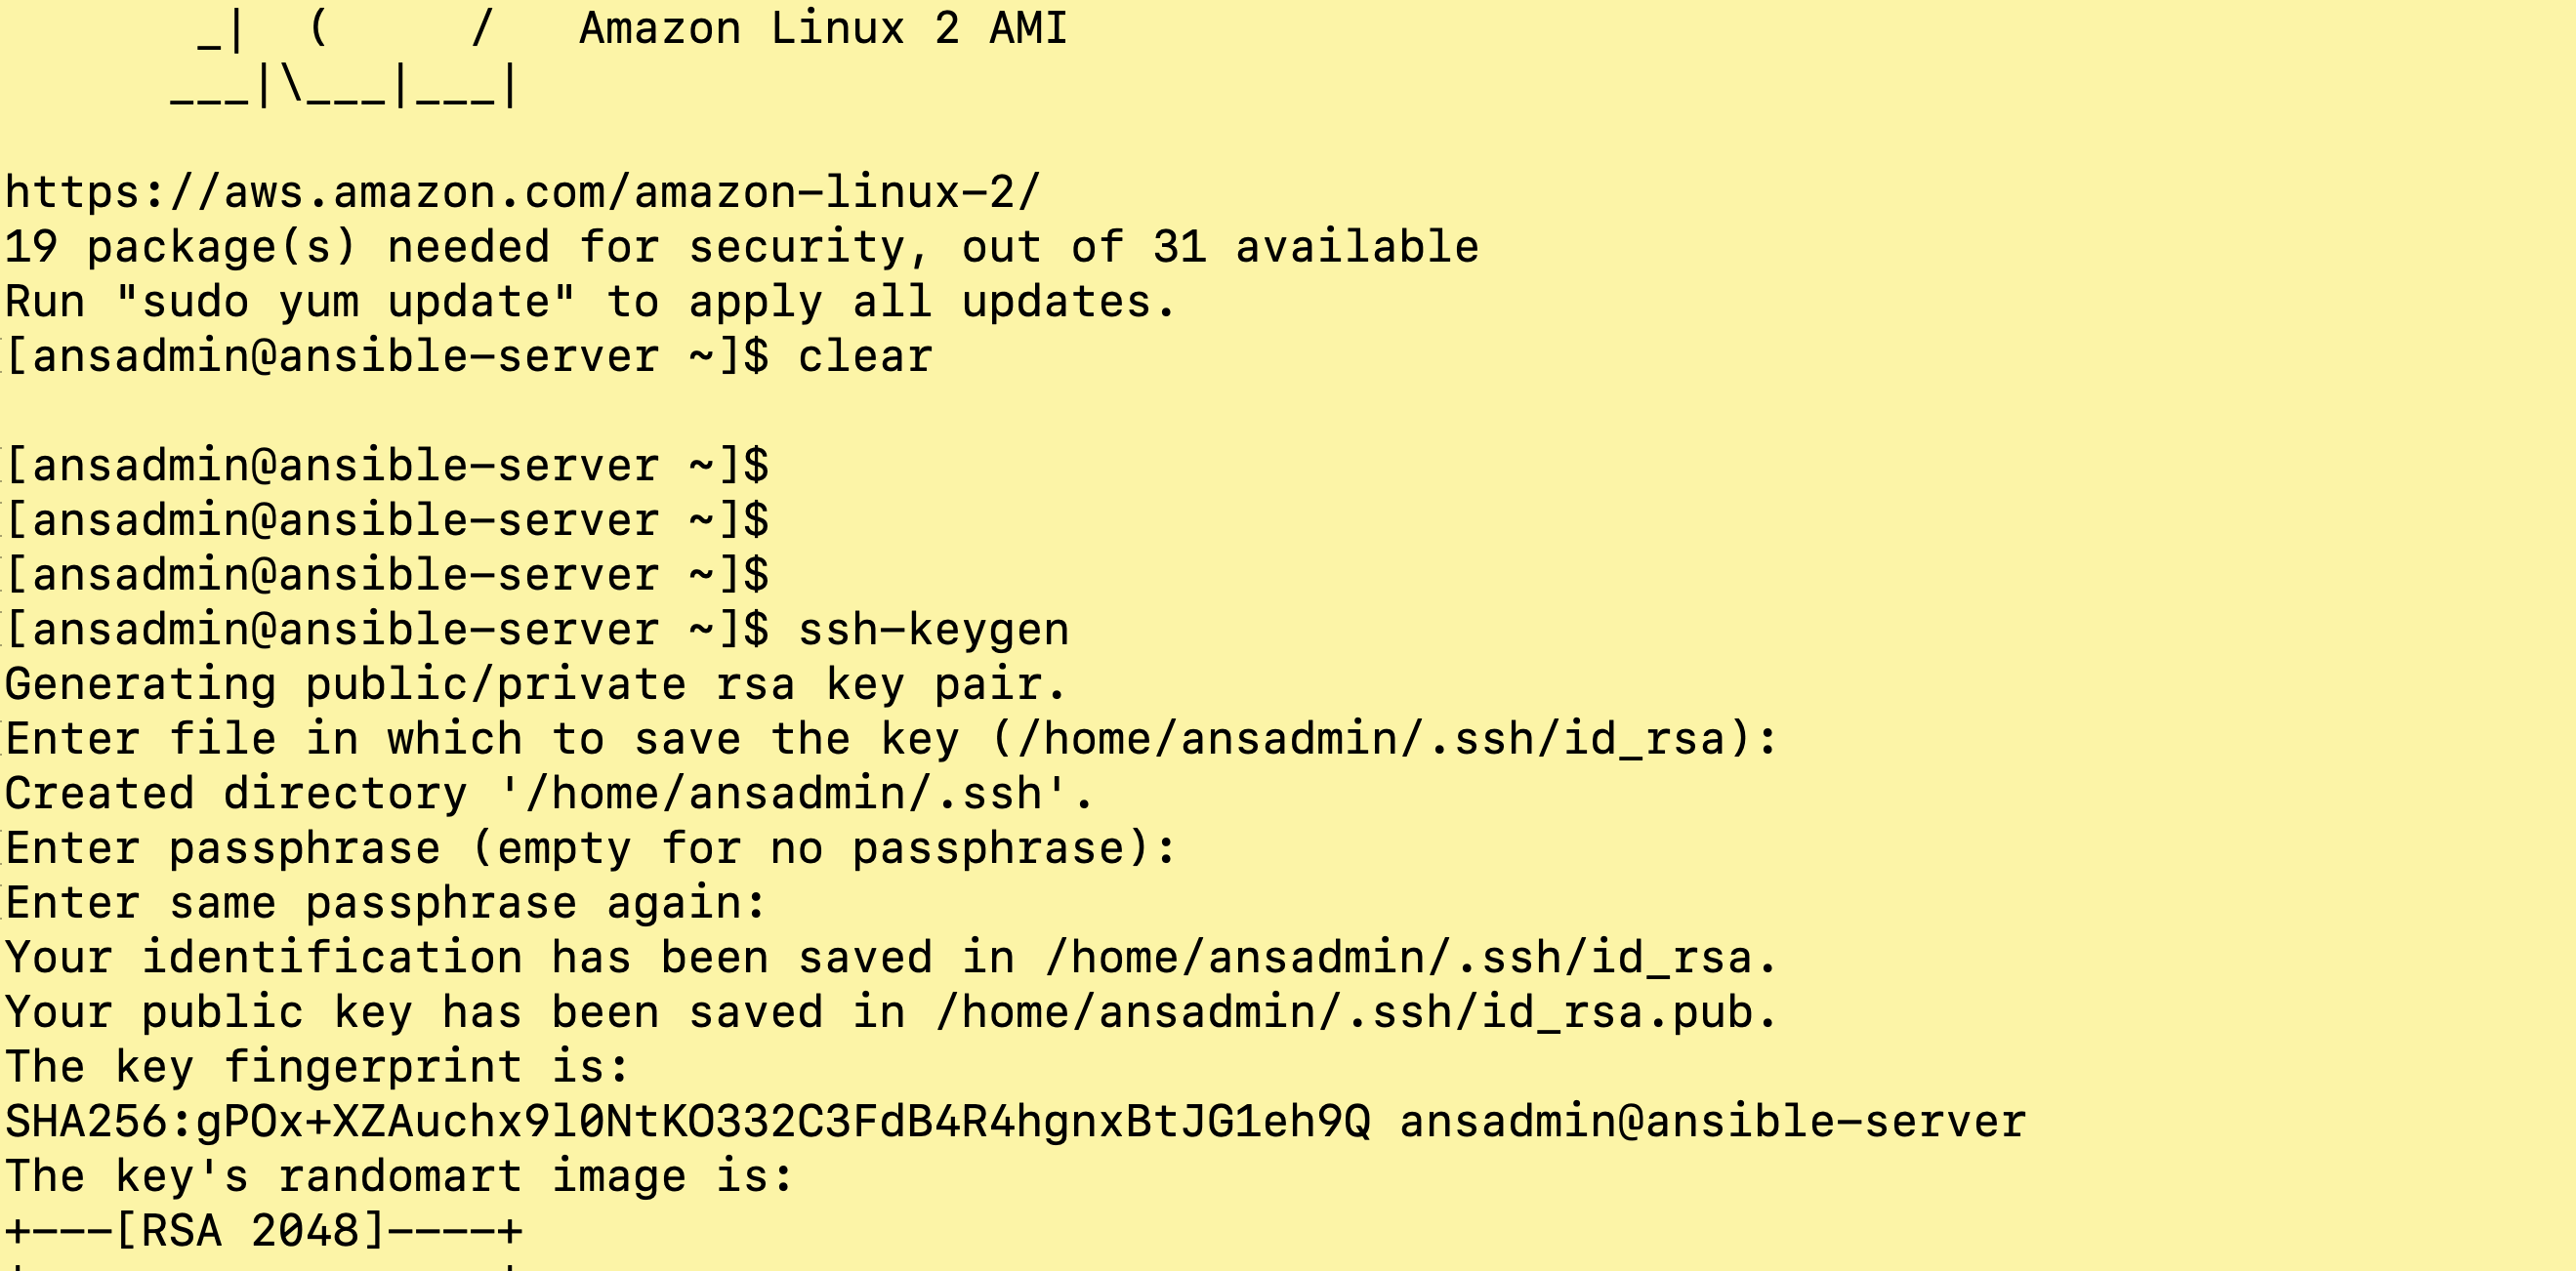 _|  (     /   Amazon Linux 2 AMI
      ___|\___|___|
https://aws.amazon.com/amazon-linux-2/
19 package(s) needed for security, out of 31 available
Run "sudo yum update" to apply all updates.
[ansadmin@ansible-server ~]$ clear
[ansadmin@ansible-server ~]$
[ansadmin@ansible-server ~]$
[ansadmin@ansible-server ~]$
[ansadmin@ansible-server ~]$ ssh-keygen
Generating public/private rsa key pair.
Enter file in which to save the key (/home/ansadmin/.ssh/id_rsa):
Created directory '/home/ansadmin/.ssh'.
Enter passphrase (empty for no passphrase):
Enter same passphrase again:
Your identification has been saved in /home/ansadmin/.ssh/id_rsa.
Your public key has been saved in /home/ansadmin/.ssh/id_rsa.pub.
The key fingerprint is:
SHA256:gPOx+XZAuchx9l0NtKO332C3FdB4R4hgnxBtJG1eh9Q ansadmin@ansible-server
The key's randomart image is:
+---[RSA 2048]----+